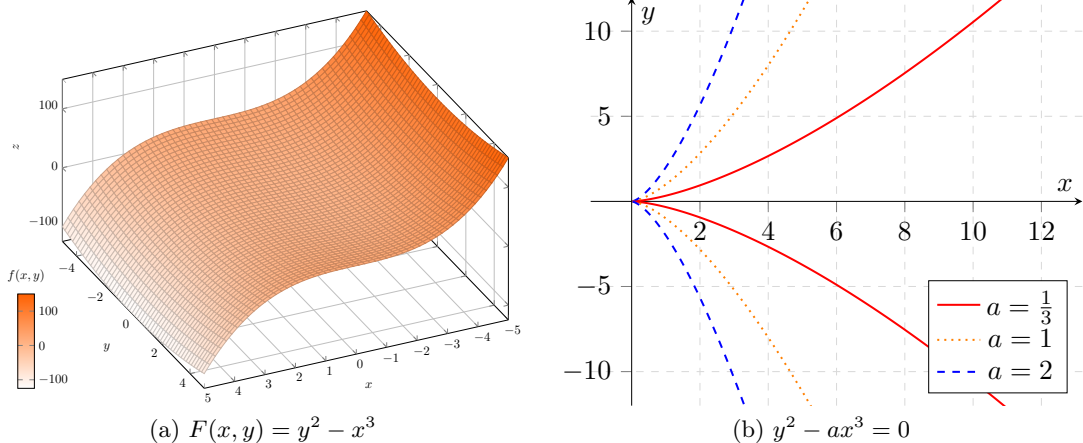 100
0
−100
z
−4
−2
0
2
4
y
5
4
3
2
1
0
−1
−2
−3
−4
−5
x
f(x, y)
100
0
−100
(a) F(x, y) = y² − x³
y
x
10
5
−5
−10
2
4
6
8
10
12
a = 1/3
a = 1
a = 2
(b) y² − ax³ = 0